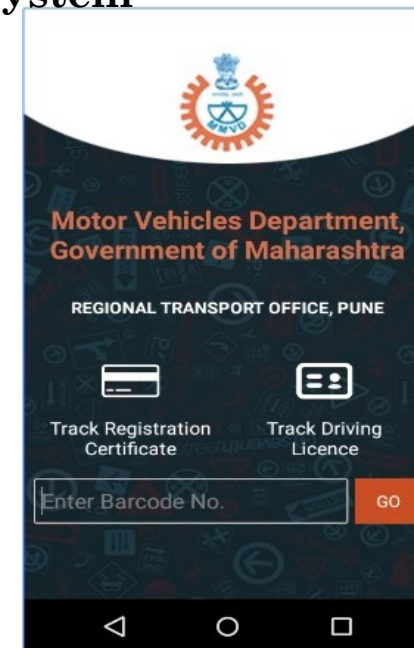 ystem
MMVD
Motor Vehicles Department,
Government of Maharashtra
REGIONAL TRANSPORT OFFICE, PUNE
Track Registration
Certificate
Track Driving
Licence
Enter Barcode No.
GO